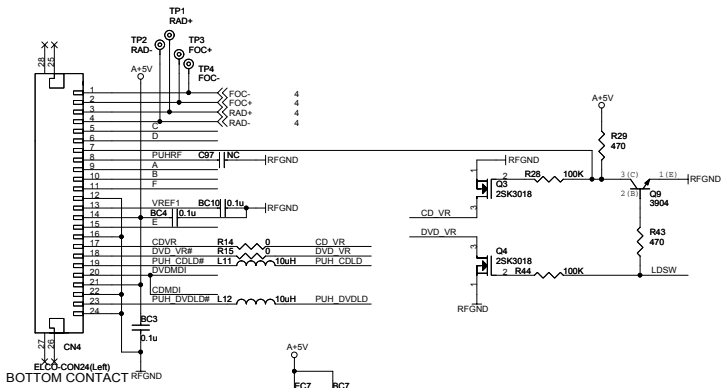 TP1
RAD+
TP2
RAD-
TP3
FOC+
TP4
FOC-
28
25
A+5V
1
FOC-
4
2
FOC+
4
3
RAD+
4
4
RAD-
4
5
C
6
D
7
8
PUHRF
C97
NC
RFGND
9
A
10
B
11
F
12
13
VREF1
BC10
0.1u
RFGND
14
BC4
0.1u
15
E
16
17
CDVR
R14
0
CD_VR
18
DVD_VR#
R15
0
DVD_VR
19
PUH_CDLD#
L11
10uH
PUH_CDLD
20
DVDMDI
21
22
CDMDI
23
PUH_DVDLD#
L12
10uH
PUH_DVDLD
24
BC3
0.1u
27
26
CN4
ELCO-CON24(Left)
BOTTOM CONTACT
RFGND
A+5V
EC7
BC7
A+5V
R29
470
RFGND
1
2
3
Q3
2SK3018
R28
100K
3 (C)
1 (E)
RFGND
2 (B)
Q9
3904
CD_VR
DVD_VR
3
Q4
2SK3018
2
1
R44
100K
R43
470
LDSW
RFGND